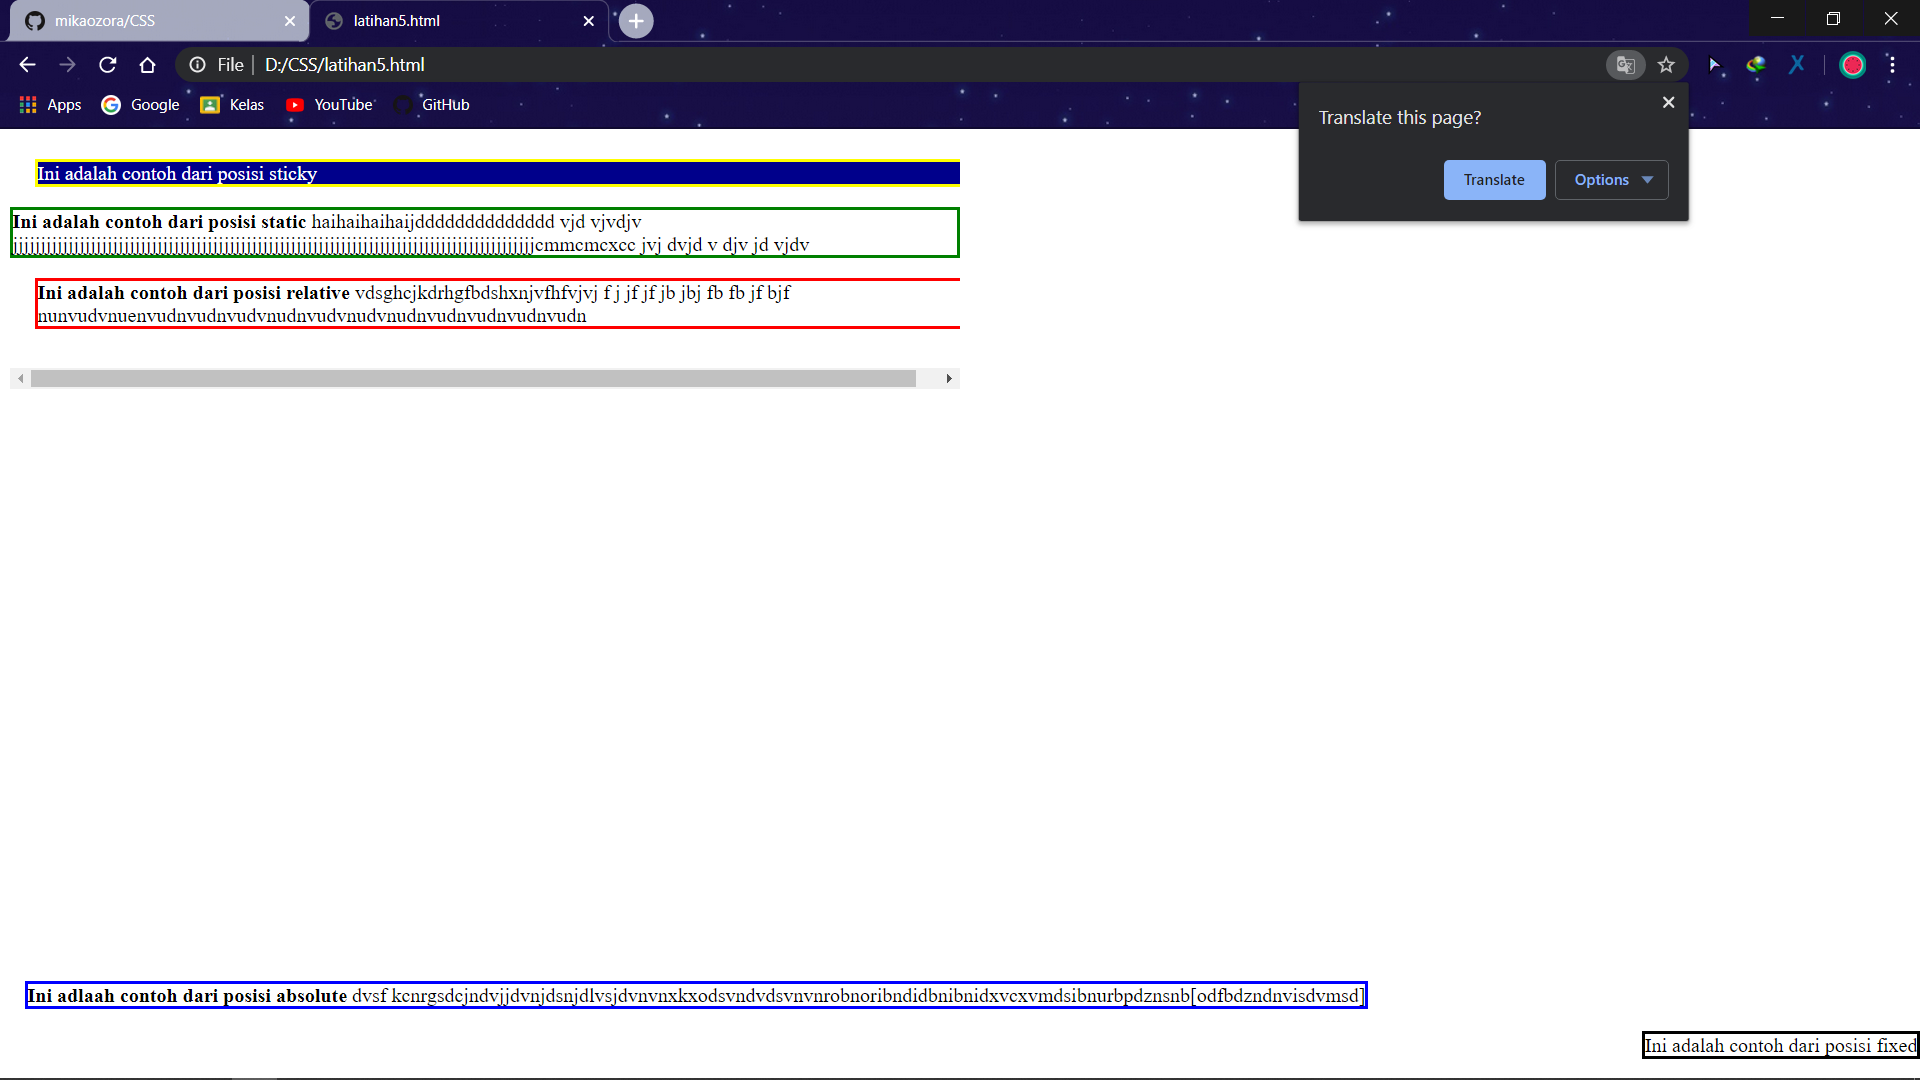 mikaozora/CSS
latihan5.html
File
D:/CSS/latihan5.html
Apps
Google
Kelas
YouTube
GitHub
Translate this page?
Translate
Options
Ini adalah contoh dari posisi sticky
Ini adalah contoh dari posisi static haihaihaihaijdddddddddddddd vjd vjvdjv
cmmcmcxcc jvj dvjd v djv jd vjdv
Ini adalah contoh dari posisi relative vdsghcjkdrhgfbdshxnjvfhfvjvj f j jf jf jb jbj fb fb jf bjf
nunvudvnuenvudnvudnvudvnudnvudvnudvnudnvudnvudnvudnvudn
Ini adlaah contoh dari posisi absolute dvsf kcnrgsdcjndvjjdvnjdsnjdlvsjdvnvnxkxodsvndvdsvnvnrobnoribndidbnibnidxvcxvmdsibnurbpdznsnb[odfbdzndnvisdvmsd]
Ini adalah contoh dari posisi fixed